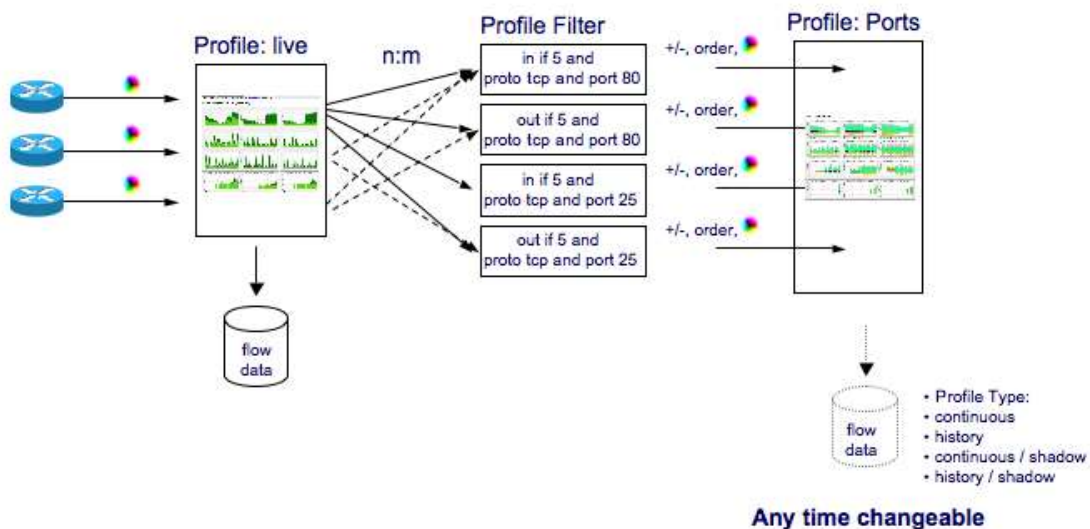 Profile: live
n:m
Profile Filter
Profile: Ports
in if 5 and
proto tcp and port 80
out if 5 and
proto tcp and port 80
in if 5 and
proto tcp and port 25
out if 5 and
proto tcp and port 25
+/-, order,
+/-, order,
+/-, order,
+/-, order,
flow
data
flow
data
• Profile Type:
• continuous
• history
• continuous / shadow
• history / shadow
Any time changeable